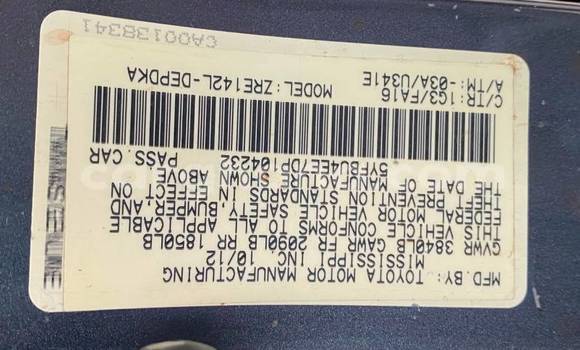 MFD.BY: TOYOTA MOTOR MANUFACTURING
MISSISSIPPI INC. 10/12
GVWR 3840LB GAWR FR 2090LB RR 1850LB
THIS VEHICLE CONFORMS TO ALL APPLICABLE
FEDERAL MOTOR VEHICLE SAFETY, BUMPER, AND
THEFT PREVENTION STANDARDS IN EFFECT ON
THE DATE OF MANUFACTURE SHOWN ABOVE.
5YFBU4EE7DP104232 PASS. CAR
C/TR: 1G3/FA16 MODEL: ZRE142L-DEPDKA
A/TM: -03A/U341E
CA00138341